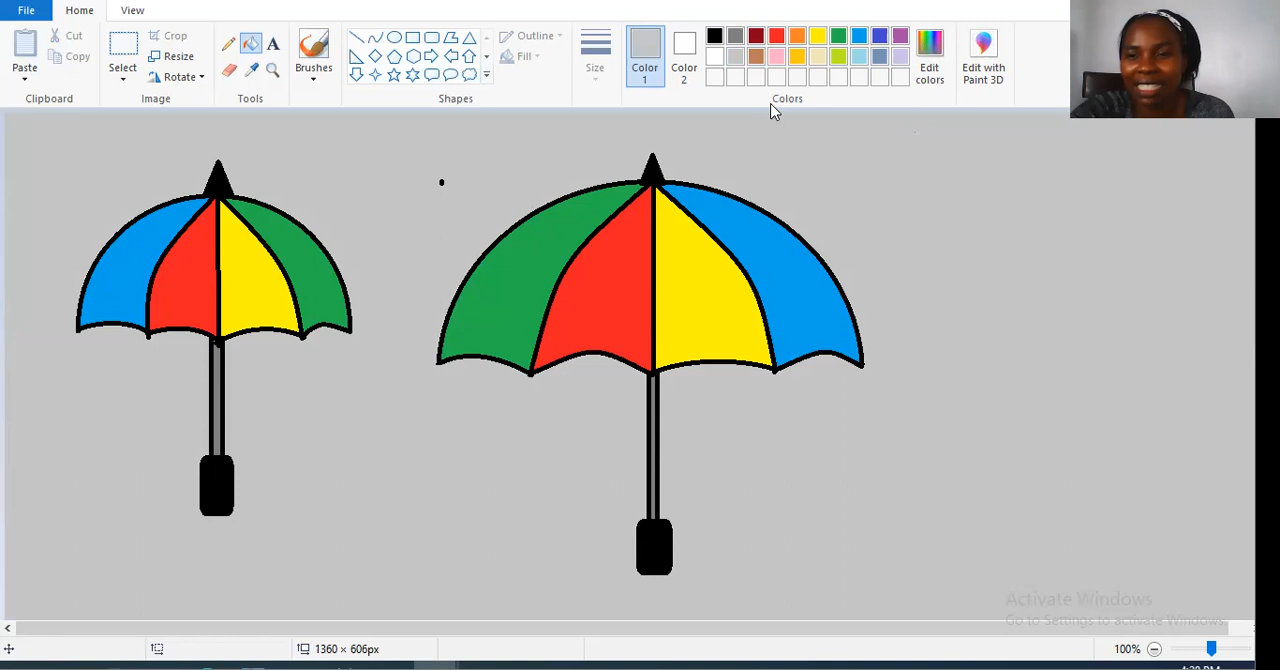 File Home View
Paste
Cut
Copy
Clipboard
Select
Crop
Resize
Rotate
Image
A
Tools
Brushes
Outline
Fill
Shapes
Size
Color
1
Color
2
Edit
colors
Colors
Edit with
Paint 3D
Activate Windows
Go to Settings to activate Windows.
1360 × 606px
100%